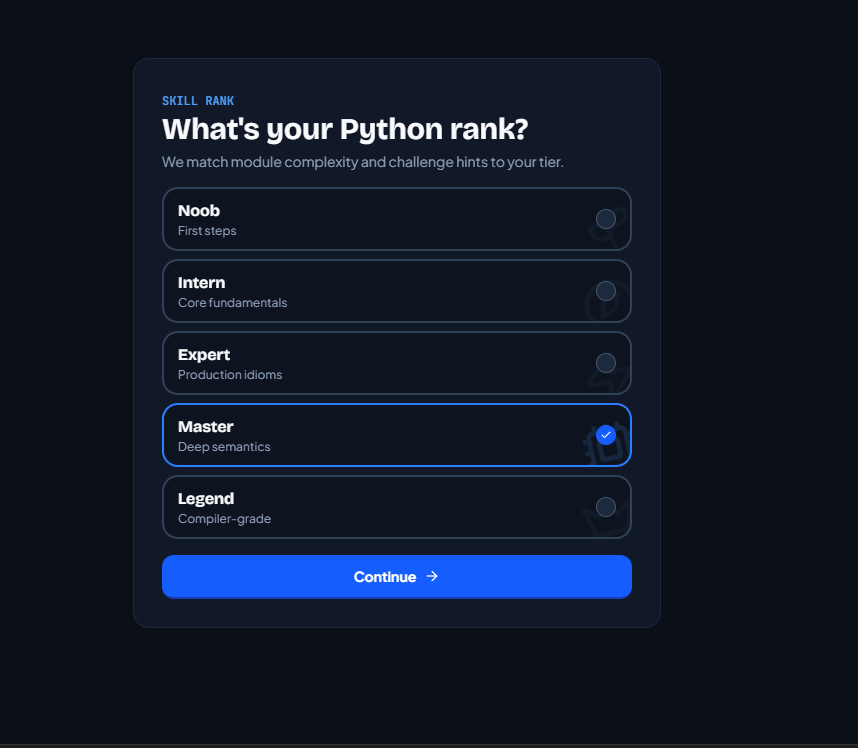 SKILL RANK
What's your Python rank?
We match module complexity and challenge hints to your tier.
Noob
First steps
Intern
Core fundamentals
Expert
Production idioms
Master
Deep semantics
Legend
Compiler-grade
Continue